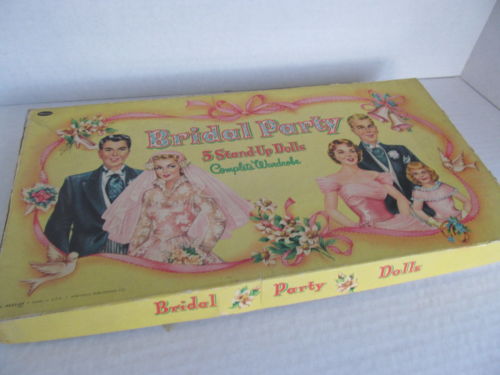 Bridal Party
5 Stand-Up Dolls
Complete Wardrobe
Bridal Party Dolls